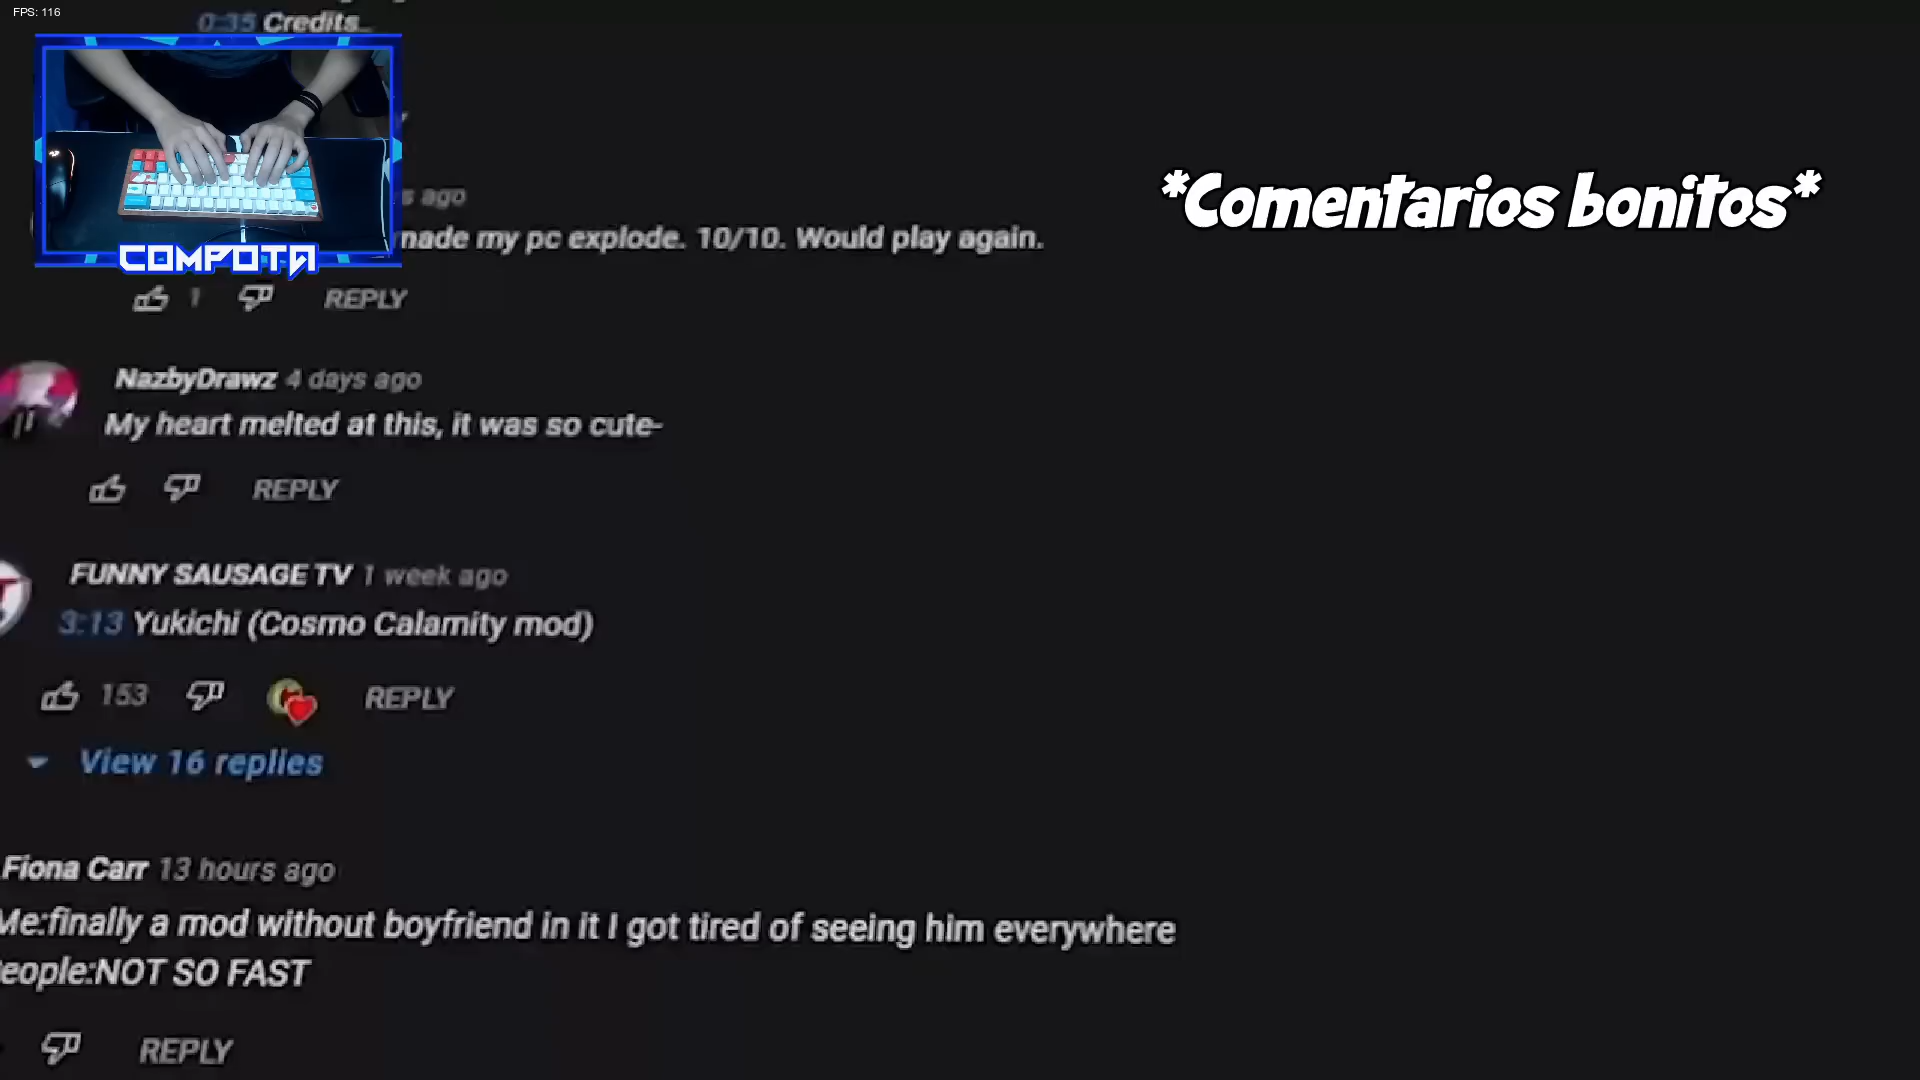 FPS: 116
0:35 Credits
COMPOTA
*Comentarios bonitos*
s ago
made my pc explode. 10/10. Would play again.
1 REPLY
NazbyDrawz 4 days ago
My heart melted at this, it was so cute-
REPLY
FUNNY SAUSAGE TV 1 week ago
3:13 Yukichi (Cosmo Calamity mod)
153 REPLY
View 16 replies
Fiona Carr 13 hours ago
Me:finally a mod without boyfriend in it I got tired of seeing him everywhere
eople:NOT SO FAST
REPLY